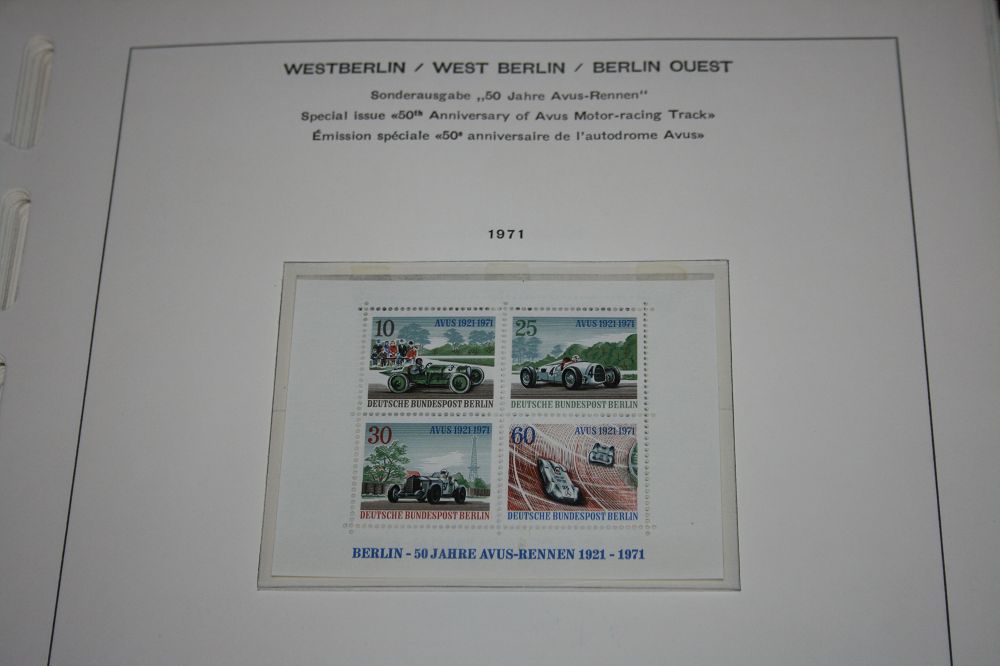 WESTBERLIN / WEST BERLIN / BERLIN OUEST
Sonderausgabe „50 Jahre Avus-Rennen"
Special issue «50th Anniversary of Avus Motor-racing Track»
Émission spéciale «50e anniversaire de l'autodrome Avus»
1971
10 AVUS 1921-1971
DEUTSCHE BUNDESPOST BERLIN
25 AVUS 1921-1971
DEUTSCHE BUNDESPOST BERLIN
30 AVUS 1921-1971
DEUTSCHE BUNDESPOST BERLIN
60 AVUS 1921-1971
DEUTSCHE BUNDESPOST BERLIN
BERLIN - 50 JAHRE AVUS-RENNEN 1921 - 1971